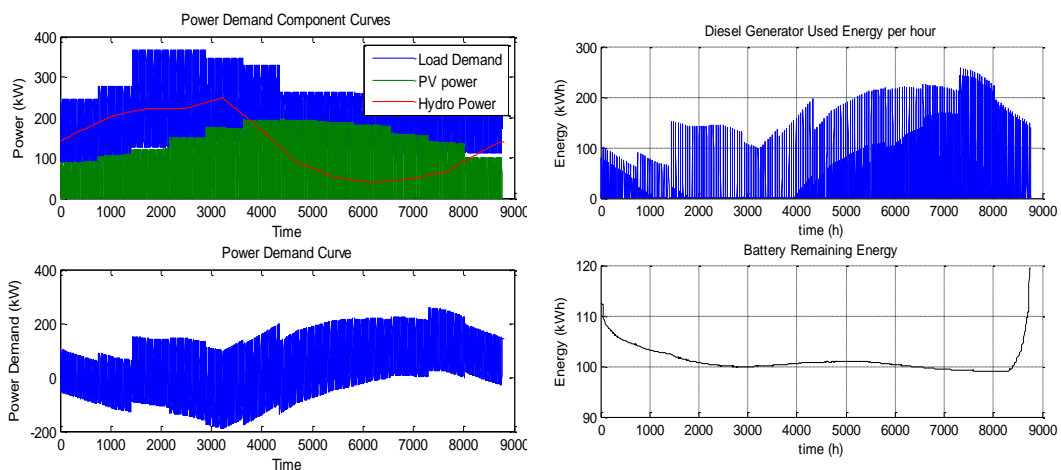 Power Demand Component Curves
400
300
200
100
0
Power (kW)
Load Demand
PV power
Hydro Power
0 1000 2000 3000 4000 5000 6000 7000 8000 9000
Time
Diesel Generator Used Energy per hour
300
200
100
0
Energy (kWh)
0 1000 2000 3000 4000 5000 6000 7000 8000 9000
time (h)
Power Demand Curve
400
200
0
-200
Power Demand (kW)
0 1000 2000 3000 4000 5000 6000 7000 8000 9000
Time
Battery Remaining Energy
120
110
100
90
Energy (kWh)
0 1000 2000 3000 4000 5000 6000 7000 8000 9000
time (h)